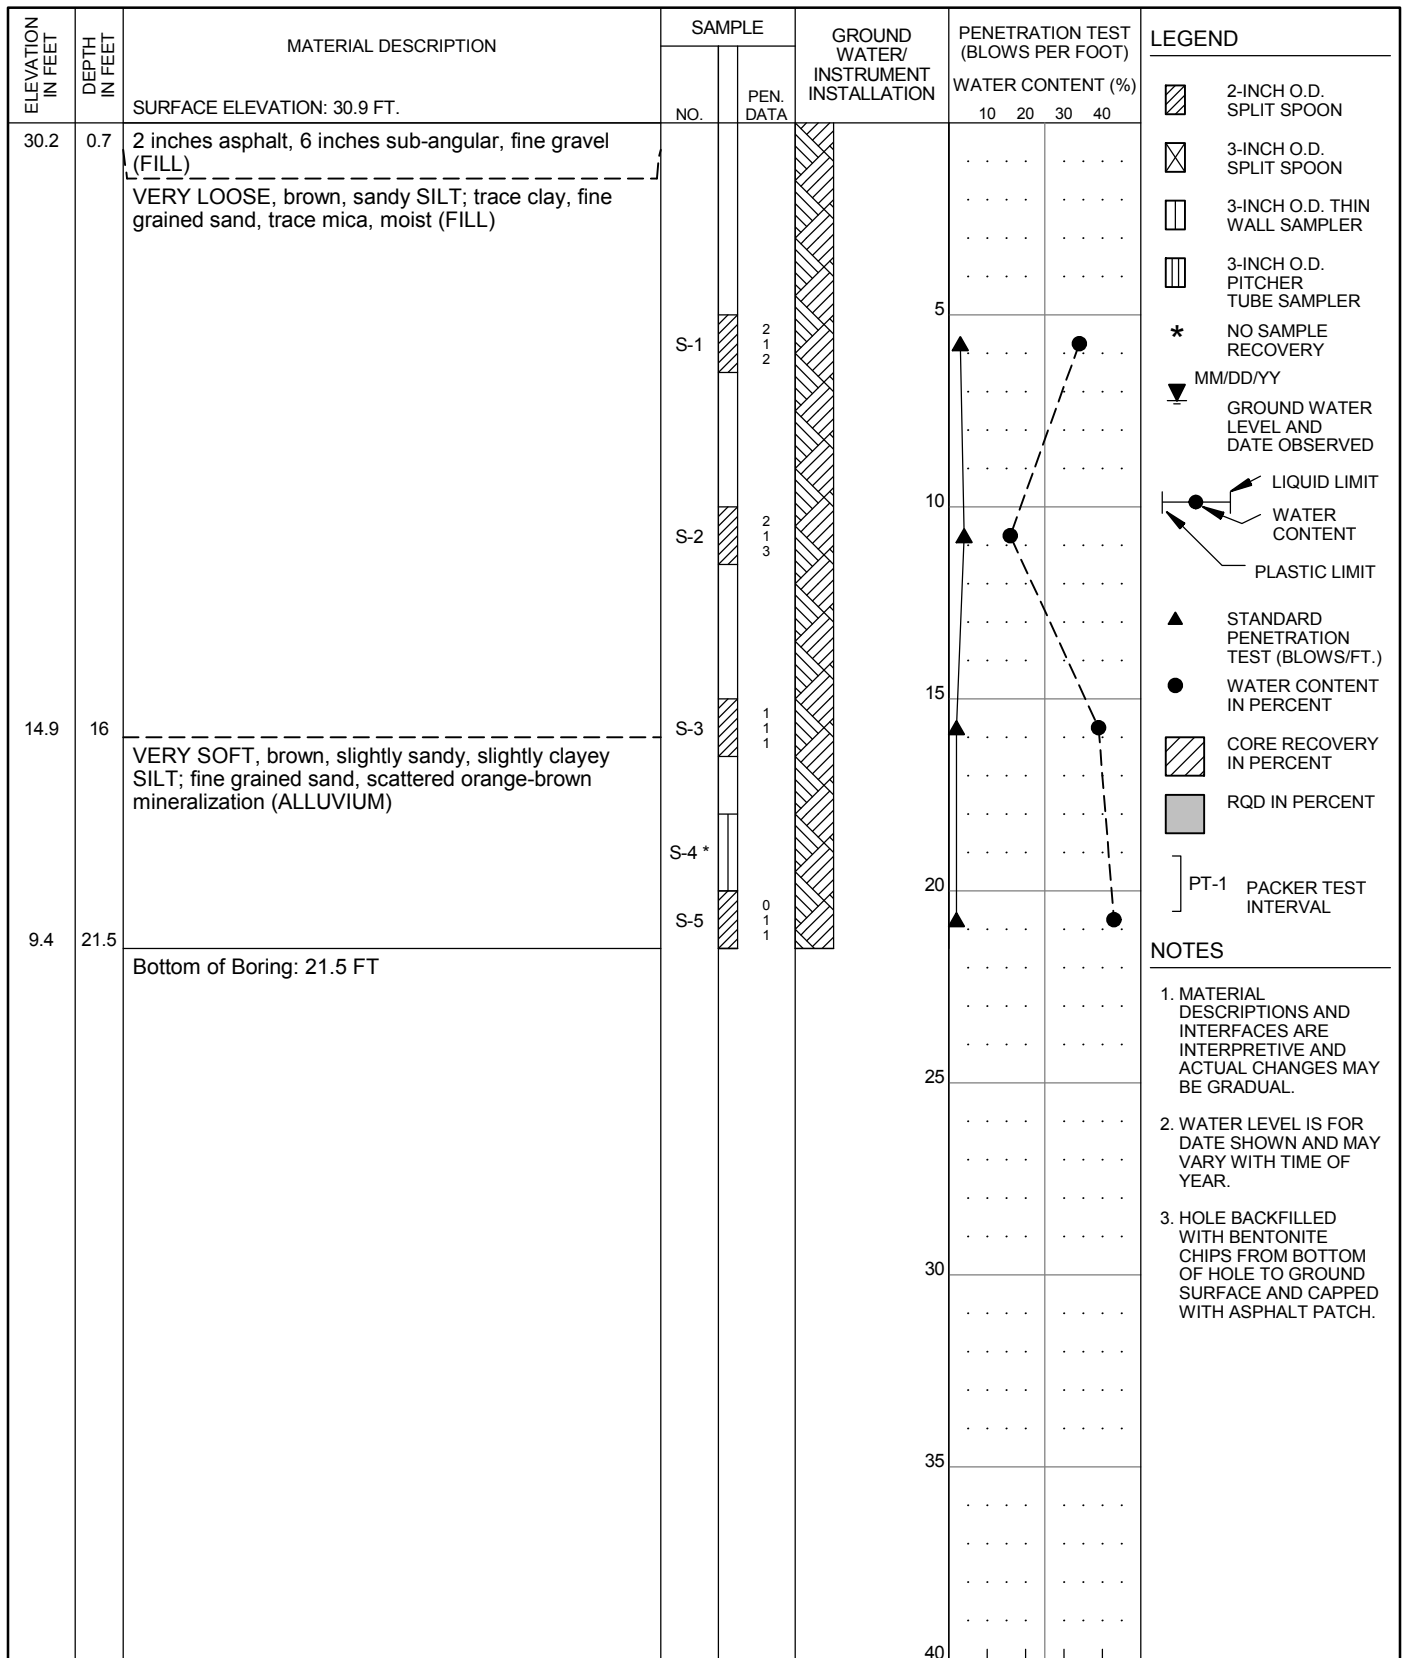 ELEVATION
IN FEET
DEPTH
IN FEET
MATERIAL DESCRIPTION
SURFACE ELEVATION: 30.9 FT.
SAMPLE
NO.
PEN.
DATA
GROUND
WATER/
INSTRUMENT
INSTALLATION
PENETRATION TEST
(BLOWS PER FOOT)
WATER CONTENT (%)
10 20 30 40
30.2 0.7 2 inches asphalt, 6 inches sub-angular, fine gravel
(FILL)
VERY LOOSE, brown, sandy SILT; trace clay, fine
grained sand, trace mica, moist (FILL)
5
S-1
2
1
2
10
S-2
2
1
3
15
S-3
1
1
1
14.9 16
VERY SOFT, brown, slightly sandy, slightly clayey
SILT; fine grained sand, scattered orange-brown
mineralization (ALLUVIUM)
S-4 *
20
S-5
0
1
1
9.4 21.5
Bottom of Boring: 21.5 FT
25
30
35
40
LEGEND
2-INCH O.D.
SPLIT SPOON
3-INCH O.D.
SPLIT SPOON
3-INCH O.D. THIN
WALL SAMPLER
3-INCH O.D.
PITCHER
TUBE SAMPLER
* NO SAMPLE
RECOVERY
MM/DD/YY
GROUND WATER
LEVEL AND
DATE OBSERVED
LIQUID LIMIT
WATER
CONTENT
PLASTIC LIMIT
STANDARD
PENETRATION
TEST (BLOWS/FT.)
WATER CONTENT
IN PERCENT
CORE RECOVERY
IN PERCENT
RQD IN PERCENT
PT-1 PACKER TEST
INTERVAL
NOTES
1. MATERIAL
DESCRIPTIONS AND
INTERFACES ARE
INTERPRETIVE AND
ACTUAL CHANGES MAY
BE GRADUAL.
2. WATER LEVEL IS FOR
DATE SHOWN AND MAY
VARY WITH TIME OF
YEAR.
3. HOLE BACKFILLED
WITH BENTONITE
CHIPS FROM BOTTOM
OF HOLE TO GROUND
SURFACE AND CAPPED
WITH ASPHALT PATCH.